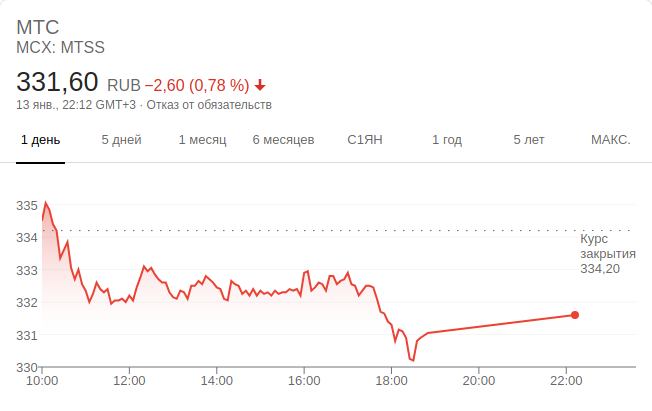 МТС
MCX: MTSS
331,60 RUB −2,60 (0,78 %)
13 янв., 22:12 GMT+3 · Отказ от обязательств
1 день 5 дней 1 месяц 6 месяцев С1ЯН 1 год 5 лет МАКС.
335
334
Курс
закрытия
334,20
333
332
331
330
10:00 12:00 14:00 16:00 18:00 20:00 22:00